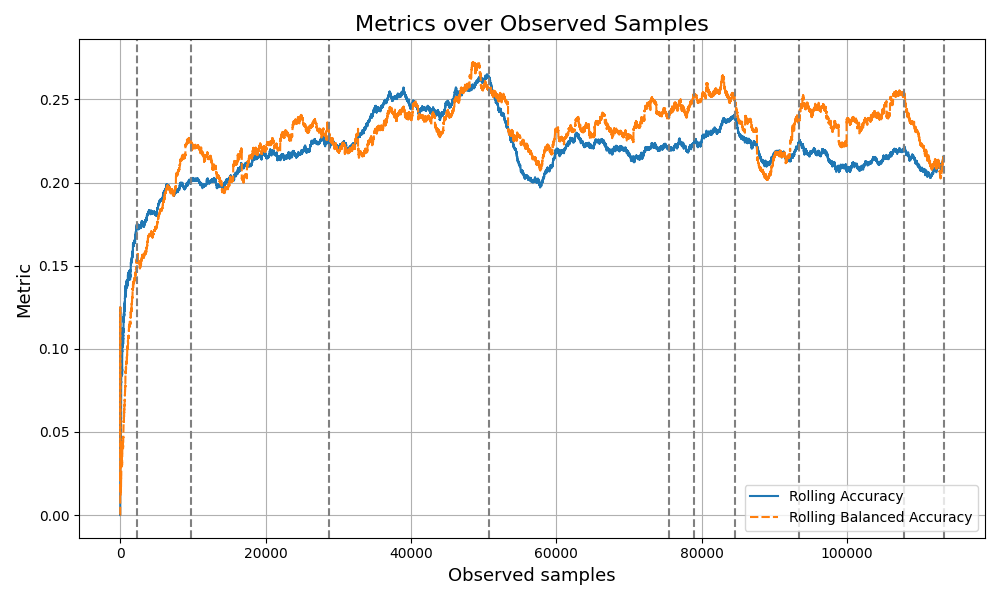 Metrics over Observed Samples
Metric
0.25
0.20
0.15
0.10
0.05
0.00
0
20000
40000
60000
80000
100000
Observed samples
Rolling Accuracy
Rolling Balanced Accuracy